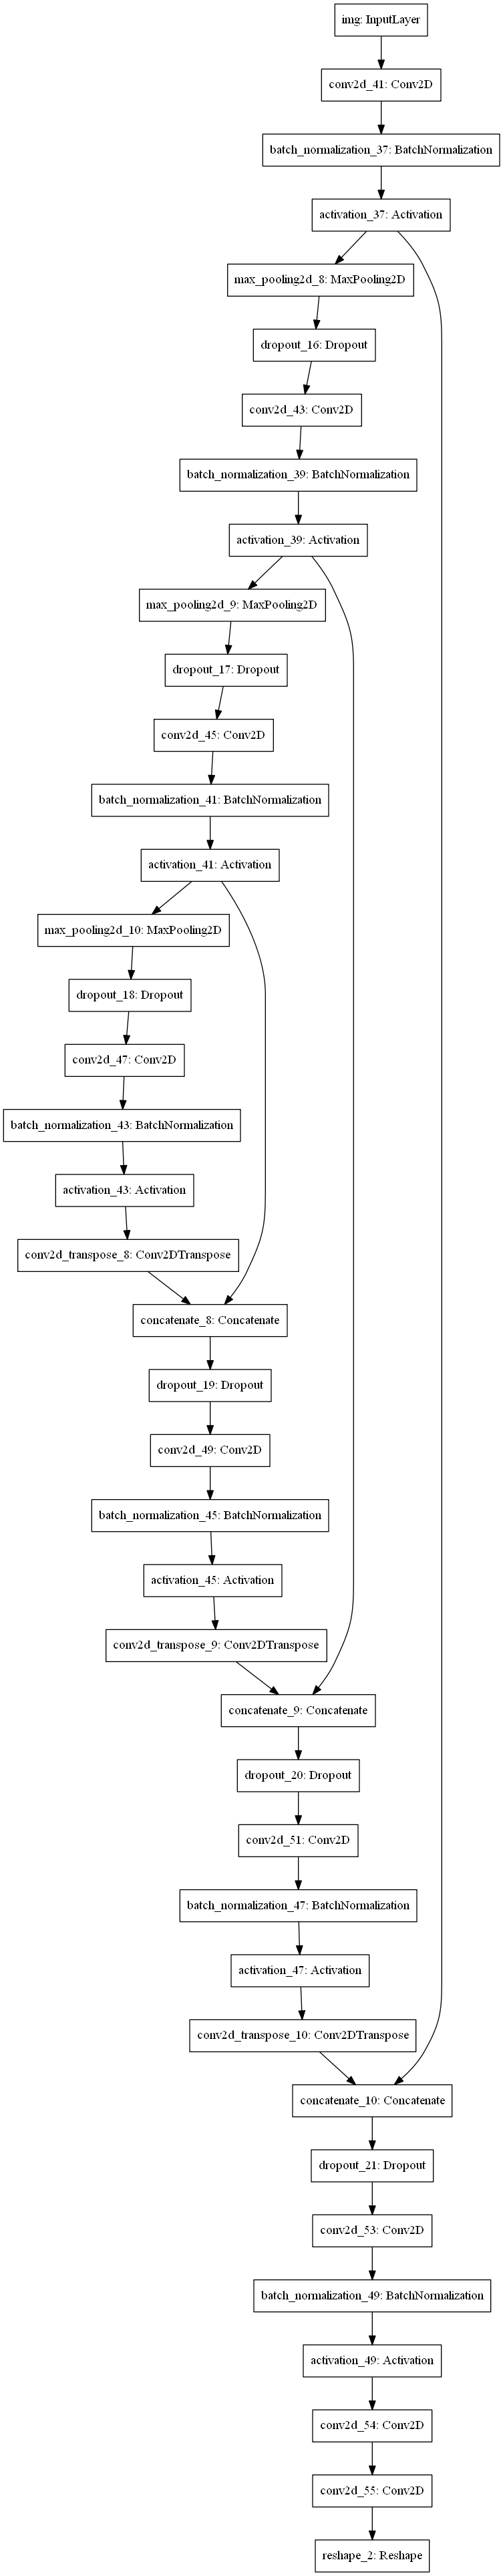 img: InputLayer
conv2d_41: Conv2D
batch_normalization_37: BatchNormalization
activation_37: Activation
max_pooling2d_8: MaxPooling2D
dropout_16: Dropout
conv2d_43: Conv2D
batch_normalization_39: BatchNormalization
activation_39: Activation
max_pooling2d_9: MaxPooling2D
dropout_17: Dropout
conv2d_45: Conv2D
batch_normalization_41: BatchNormalization
activation_41: Activation
max_pooling2d_10: MaxPooling2D
dropout_18: Dropout
conv2d_47: Conv2D
batch_normalization_43: BatchNormalization
activation_43: Activation
conv2d_transpose_8: Conv2DTranspose
concatenate_8: Concatenate
dropout_19: Dropout
conv2d_49: Conv2D
batch_normalization_45: BatchNormalization
activation_45: Activation
conv2d_transpose_9: Conv2DTranspose
concatenate_9: Concatenate
dropout_20: Dropout
conv2d_51: Conv2D
batch_normalization_47: BatchNormalization
activation_47: Activation
conv2d_transpose_10: Conv2DTranspose
concatenate_10: Concatenate
dropout_21: Dropout
conv2d_53: Conv2D
batch_normalization_49: BatchNormalization
activation_49: Activation
conv2d_54: Conv2D
conv2d_55: Conv2D
reshape_2: Reshape